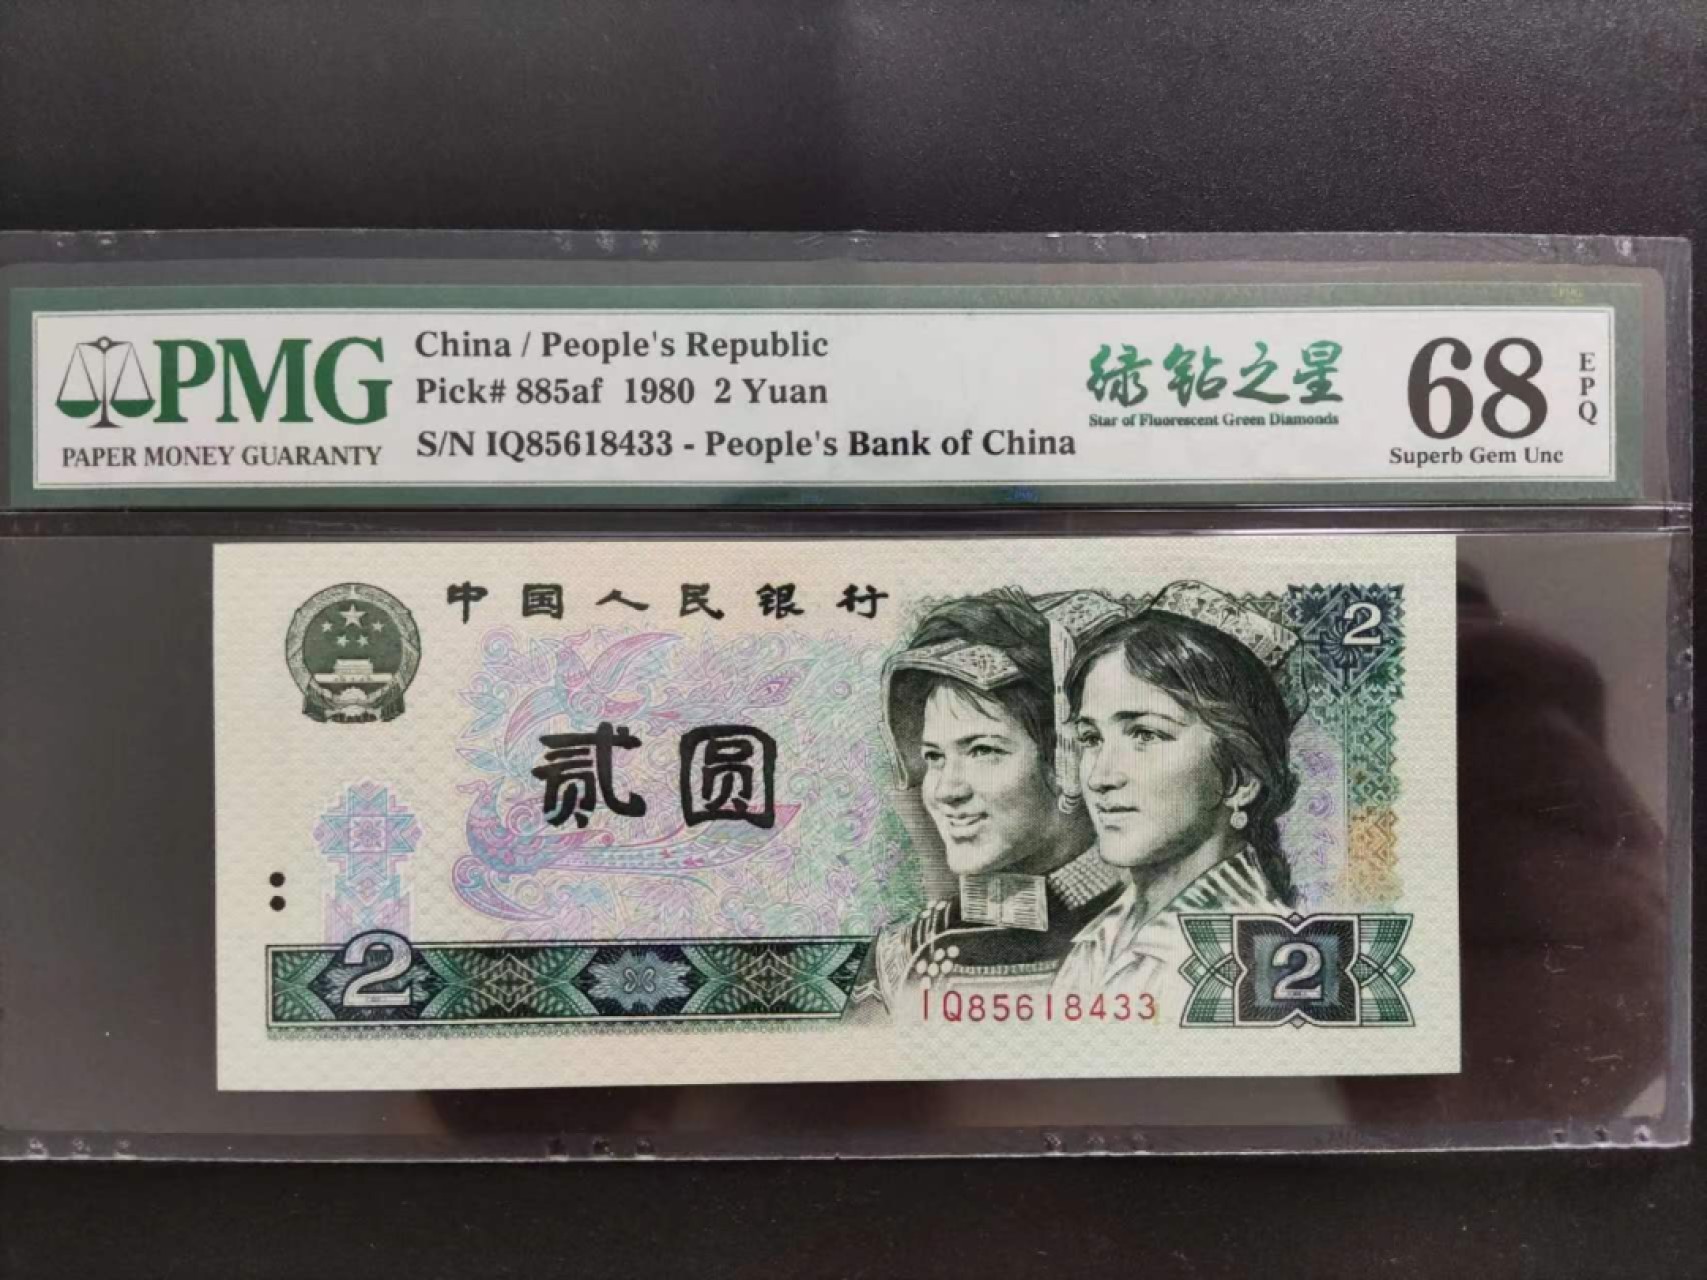 PMG
PAPER MONEY GUARANTY
China / People's Republic
Pick# 885af 1980 2 Yuan
S/N IQ85618433 - People's Bank of China
绿钻之星
Star of Fluorescent Green Diamonds
68
EPQ
Superb Gem Unc
中国人民银行
2
贰圆
2
IQ85618433
2